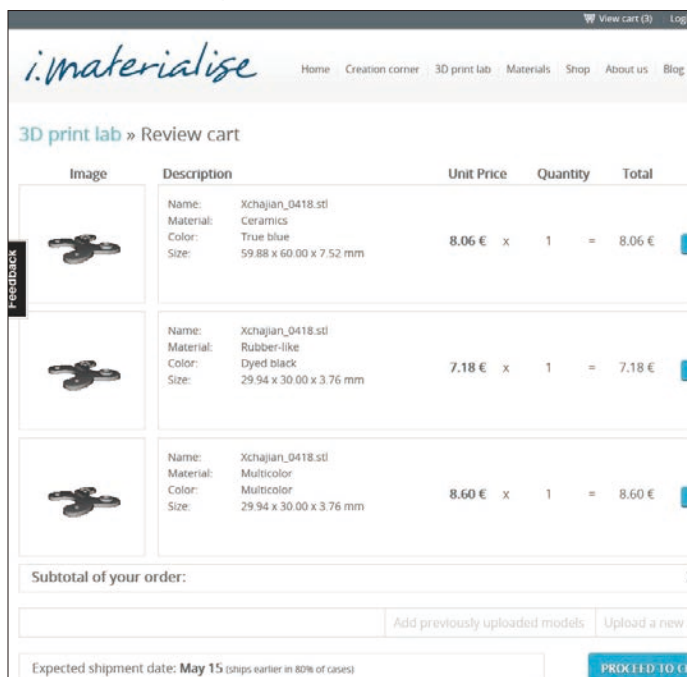 View cart (3) Log
i.materialise
Home Creation corner 3D print lab Materials Shop About us Blog
3D print lab » Review cart
Image Description Unit Price Quantity Total
Name: Xchajian_0418.stl
Material: Ceramics
Color: True blue
Size: 59.88 x 60.00 x 7.52 mm
8.06 € x 1 = 8.06 €
Feedback
Name: Xchajian_0418.stl
Material: Rubber-like
Color: Dyed black
Size: 29.94 x 30.00 x 3.76 mm
7.18 € x 1 = 7.18 €
Name: Xchajian_0418.stl
Material: Multicolor
Color: Multicolor
Size: 29.94 x 30.00 x 3.76 mm
8.60 € x 1 = 8.60 €
Subtotal of your order:
Add previously uploaded models Upload a new
Expected shipment date: May 15 (ships earlier in 80% of cases)
PROCEED TO C